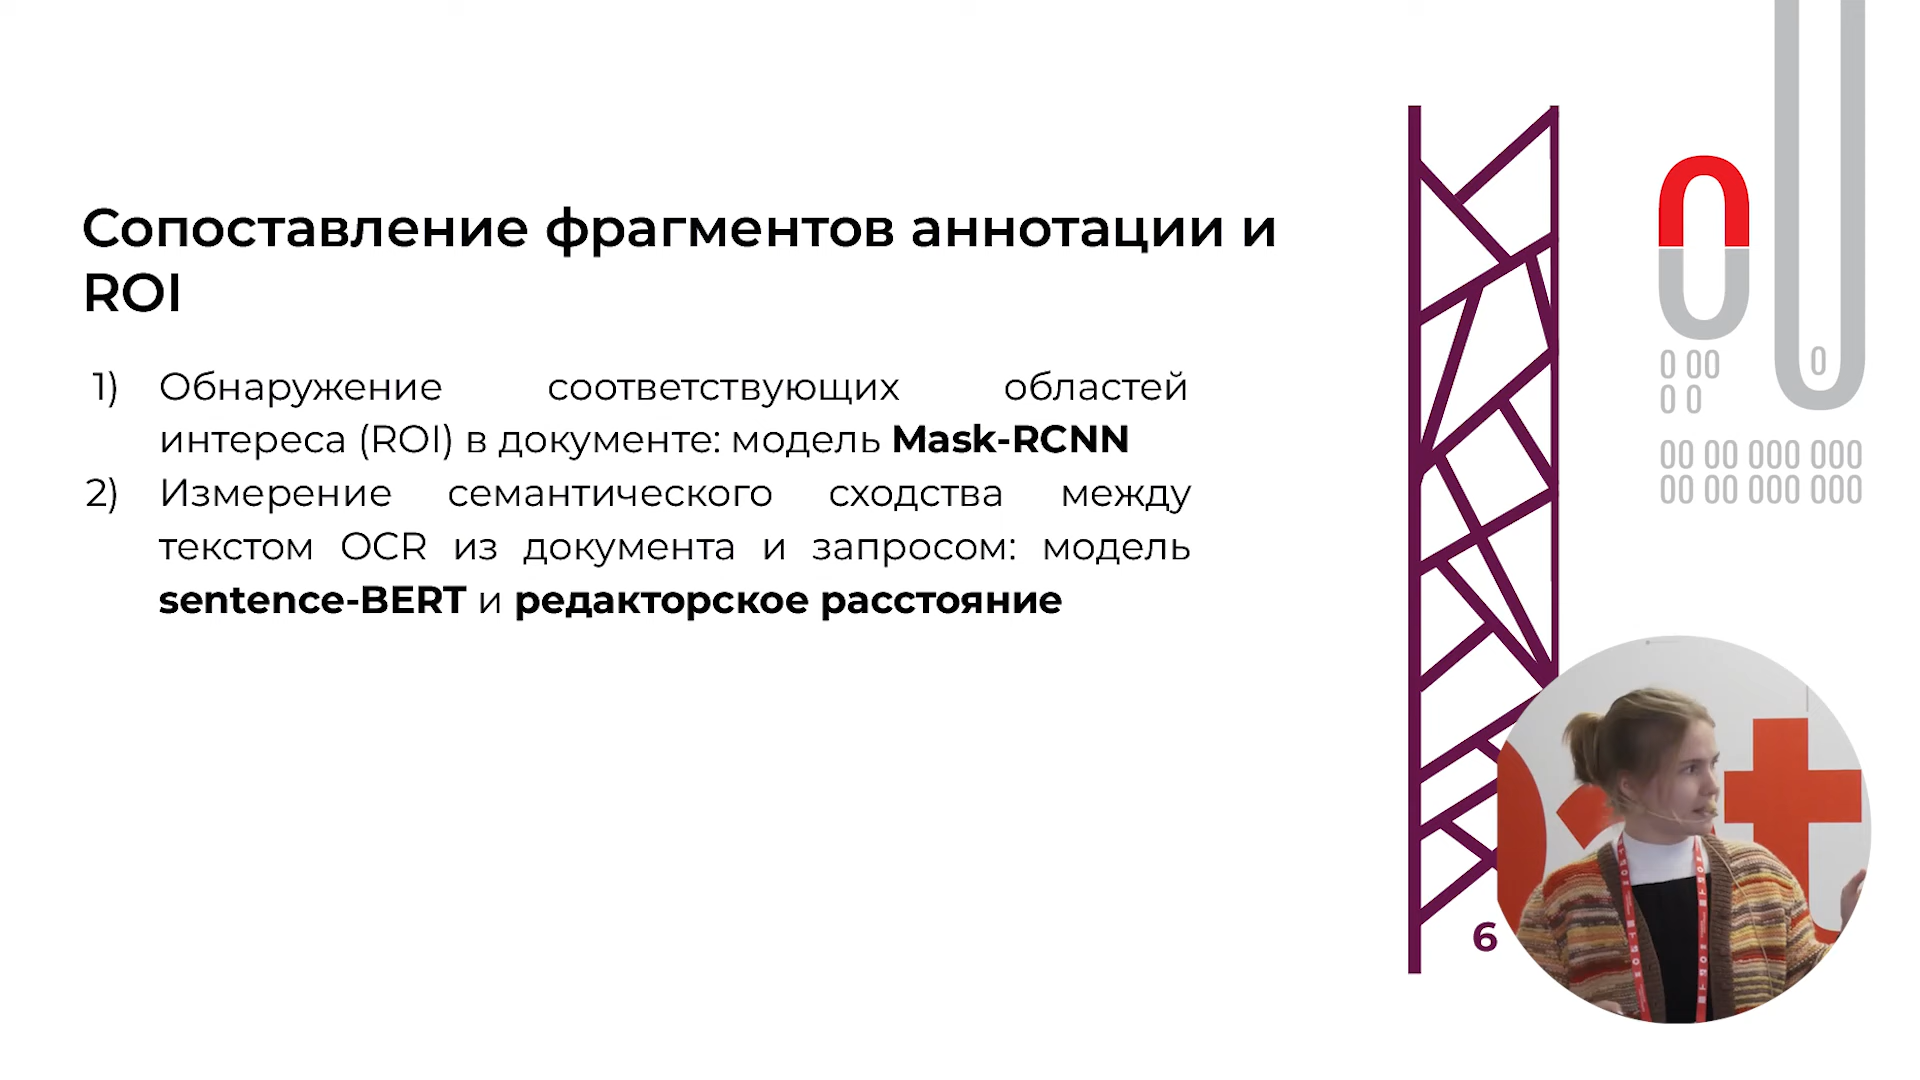 Сопоставление фрагментов аннотации и
ROI
1) Обнаружение соответствующих областей
интереса (ROI) в документе: модель Mask-RCNN
2) Измерение семантического сходства между
текстом OCR из документа и запросом: модель
sentence-BERT и редакторское расстояние
0 00 0
0 0
00 00 000 000
00 00 000 000
6